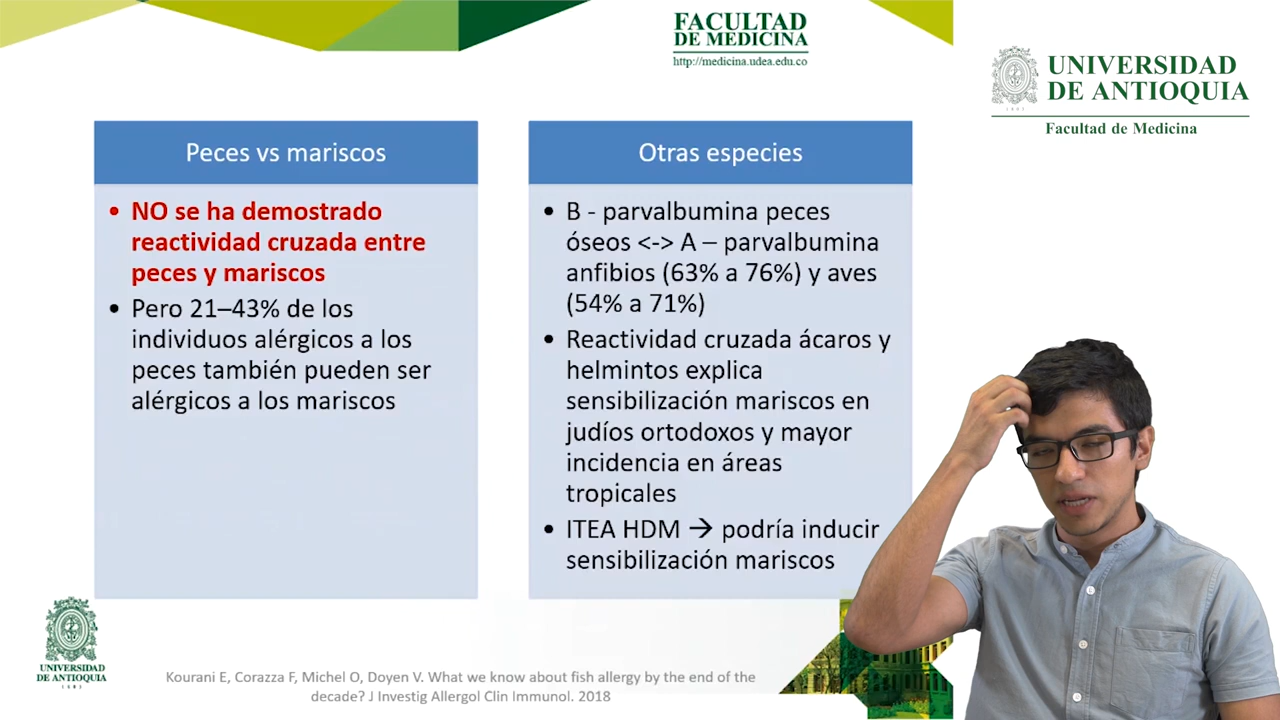 FACULTAD
DE MEDICINA
http://medicina.udea.edu.co
UNIVERSIDAD
DE ANTIOQUIA
1803
Facultad de Medicina
Peces vs mariscos
• NO se ha demostrado
reactividad cruzada entre
peces y mariscos
• Pero 21–43% de los
individuos alérgicos a los
peces también pueden ser
alérgicos a los mariscos
Otras especies
• B - parvalbumina peces
óseos <-> A – parvalbumina
anfibios (63% a 76%) y aves
(54% a 71%)
• Reactividad cruzada ácaros y
helmintos explica
sensibilización mariscos en
judíos ortodoxos y mayor
incidencia en áreas
tropicales
• ITEA HDM → podría inducir
sensibilización mariscos
UNIVERSIDAD
DE ANTIOQUIA
1803
Kourani E, Corazza F, Michel O, Doyen V. What we know about fish allergy by the end of the
decade? J Investig Allergol Clin Immunol. 2018